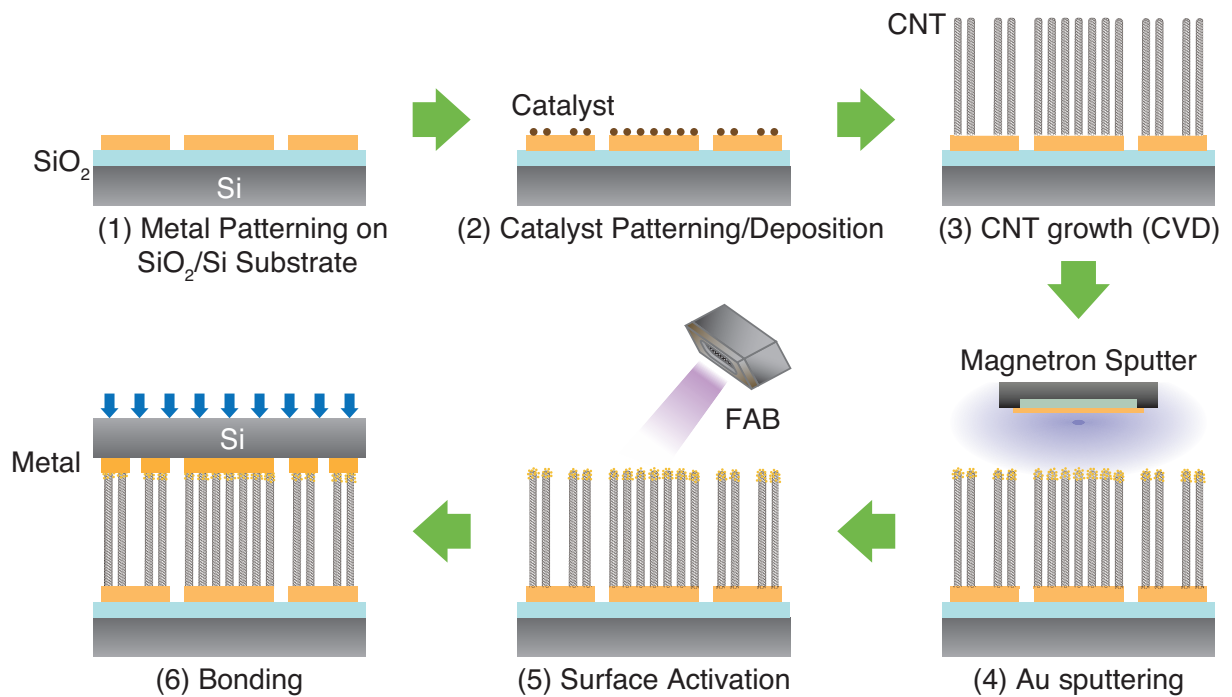 SiO₂
Si
(1) Metal Patterning on
SiO₂/Si Substrate
Catalyst
(2) Catalyst Patterning/Deposition
CNT
(3) CNT growth (CVD)
Magnetron Sputter
(4) Au sputtering
FAB
(5) Surface Activation
Si
Metal
(6) Bonding